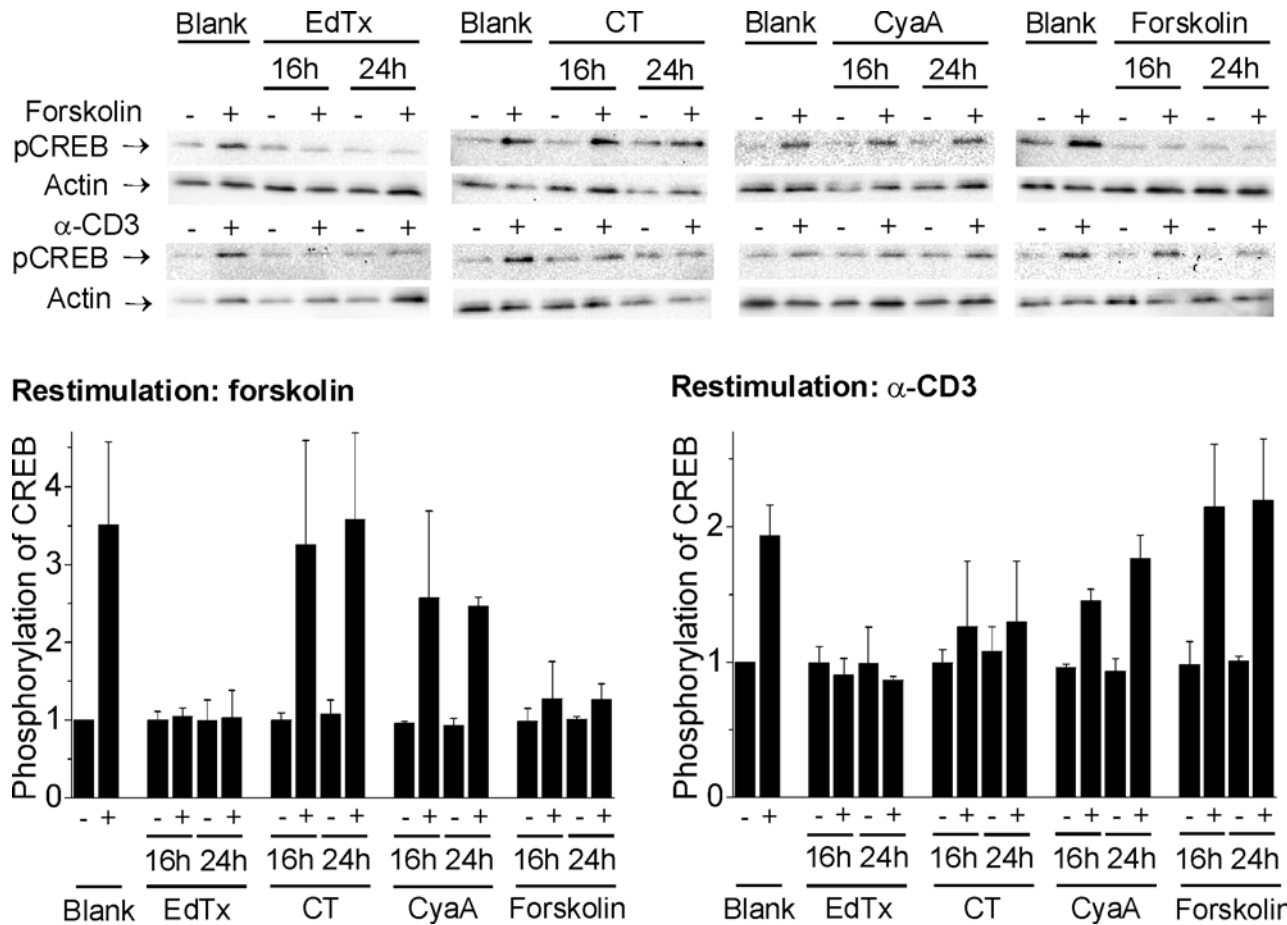 Blank EdTx Blank CT Blank CyaA Blank Forskolin
16h 24h 16h 24h 16h 24h 16h 24h
Forskolin - + - + - + - + - + - + - + - + - + - + - + - +
pCREB →
Actin →
α-CD3 - + - + - + - + - + - + - + - + - + - + - + - +
pCREB →
Actin →
Restimulation: forskolin
Phosphorylation of CREB
4
3
2
1
0
- + - + - + - + - + - + - + - + - +
16h 24h 16h 24h 16h 24h 16h 24h
Blank EdTx CT CyaA Forskolin
Restimulation: α-CD3
Phosphorylation of CREB
2
1
0
- + - + - + - + - + - + - + - + - +
16h 24h 16h 24h 16h 24h 16h 24h
Blank EdTx CT CyaA Forskolin